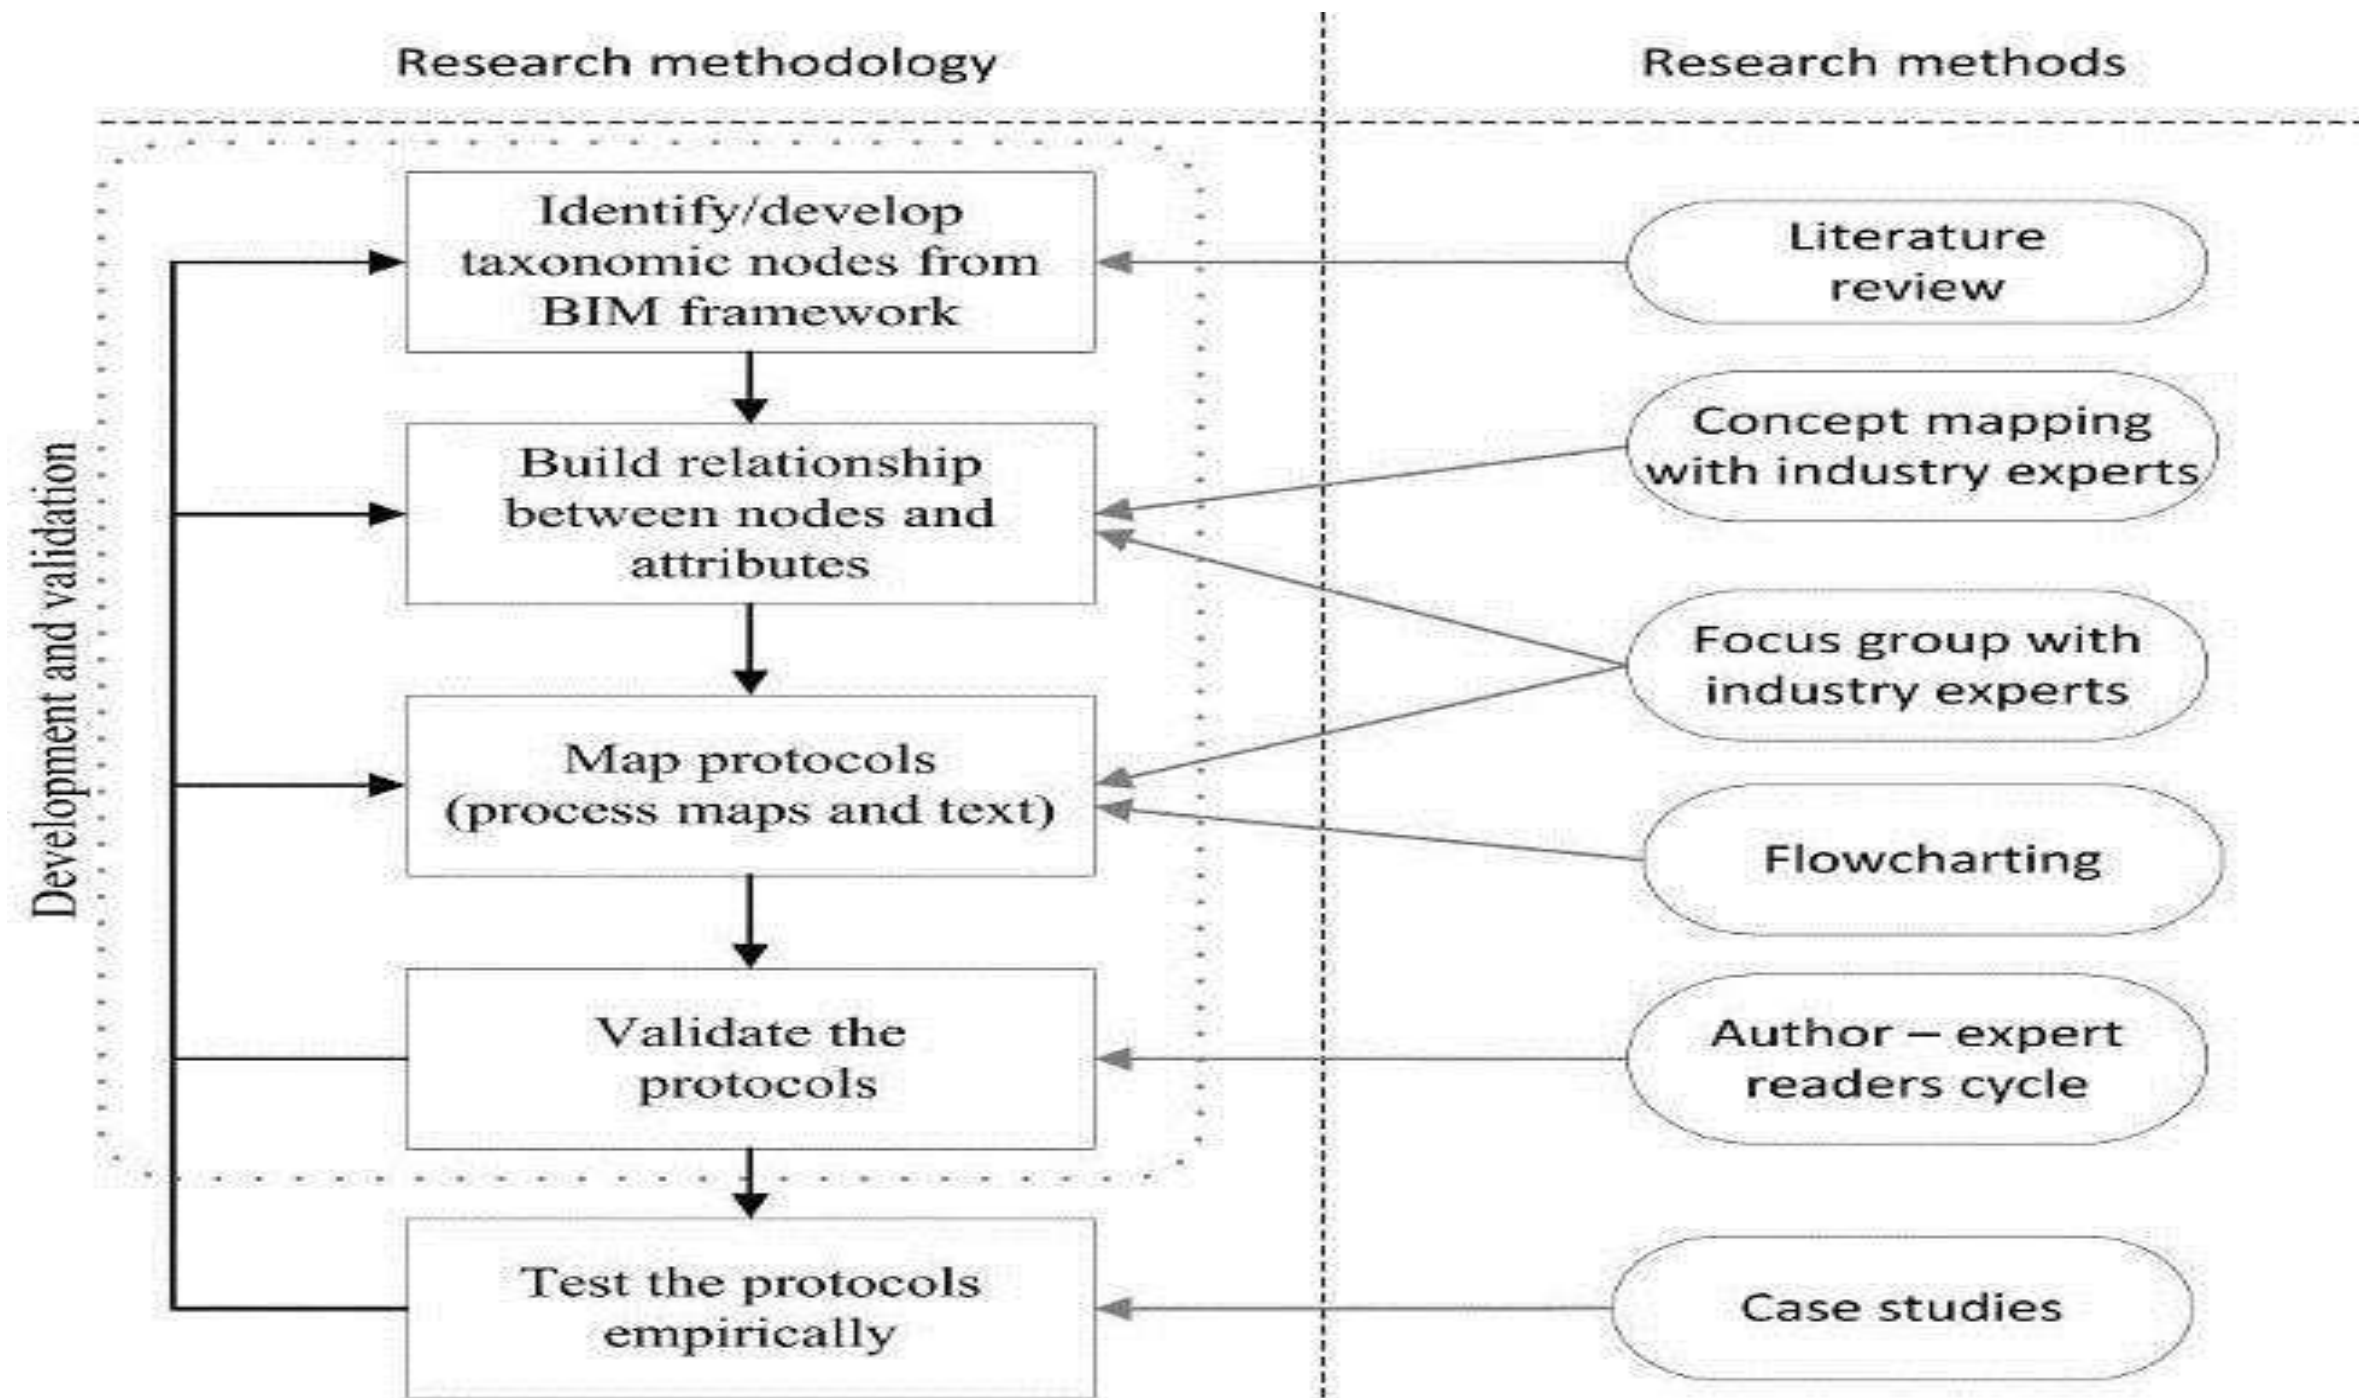 Research methodology
Research methods
Development and validation
Identify/develop
taxonomic nodes from
BIM framework
Literature
review
Build relationship
between nodes and
attributes
Concept mapping
with industry experts
Focus group with
industry experts
Map protocols
(process maps and text)
Flowcharting
Validate the
protocols
Author – expert
readers cycle
Test the protocols
empirically
Case studies